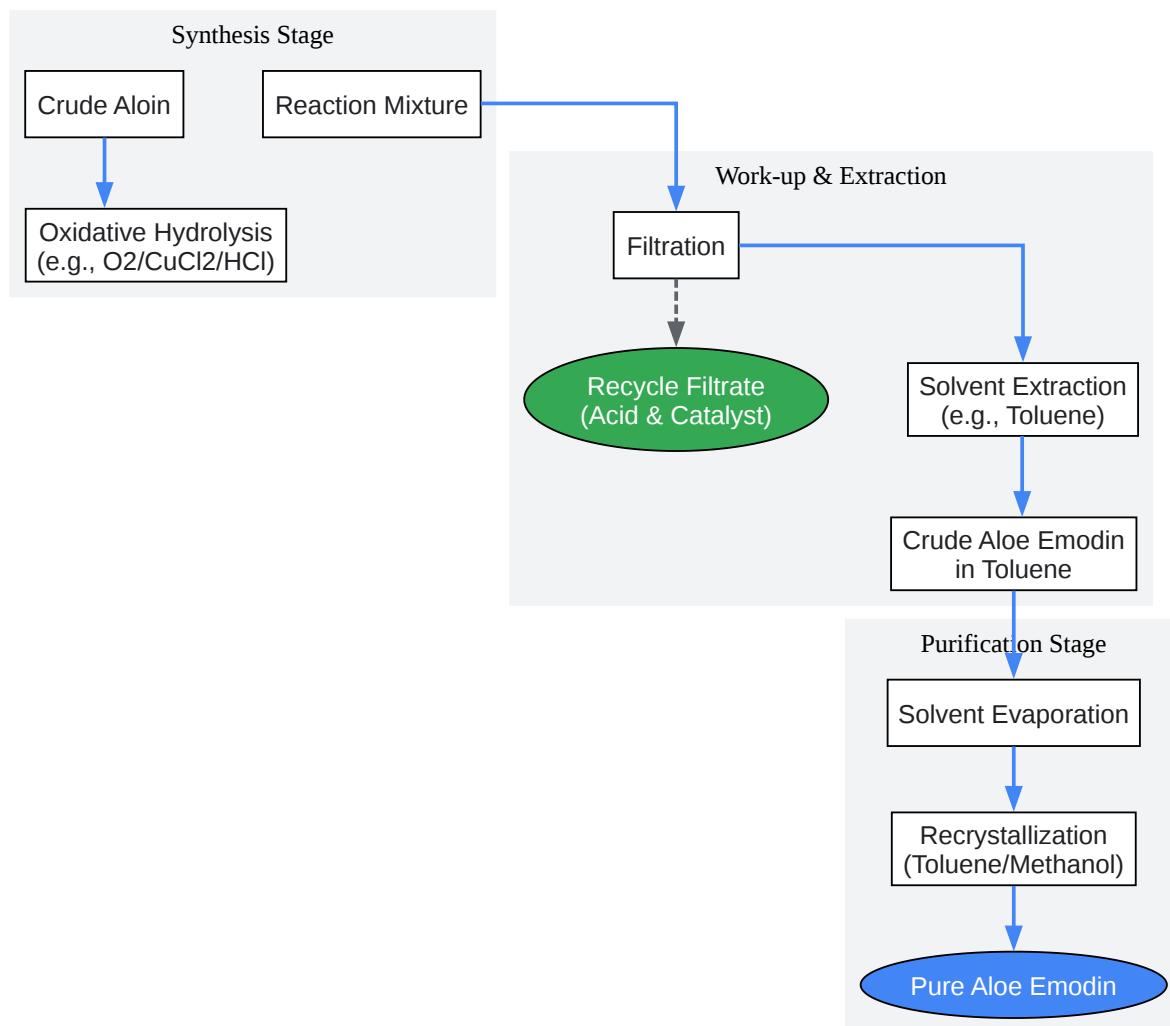 Synthesis Stage
Crude Aloin
Reaction Mixture
Oxidative Hydrolysis
(e.g., O2/CuCl2/HCl)
Work-up & Extraction
Filtration
Recycle Filtrate
(Acid & Catalyst)
Solvent Extraction
(e.g., Toluene)
Crude Aloe Emodin
in Toluene
Purification Stage
Solvent Evaporation
Recrystallization
(Toluene/Methanol)
Pure Aloe Emodin